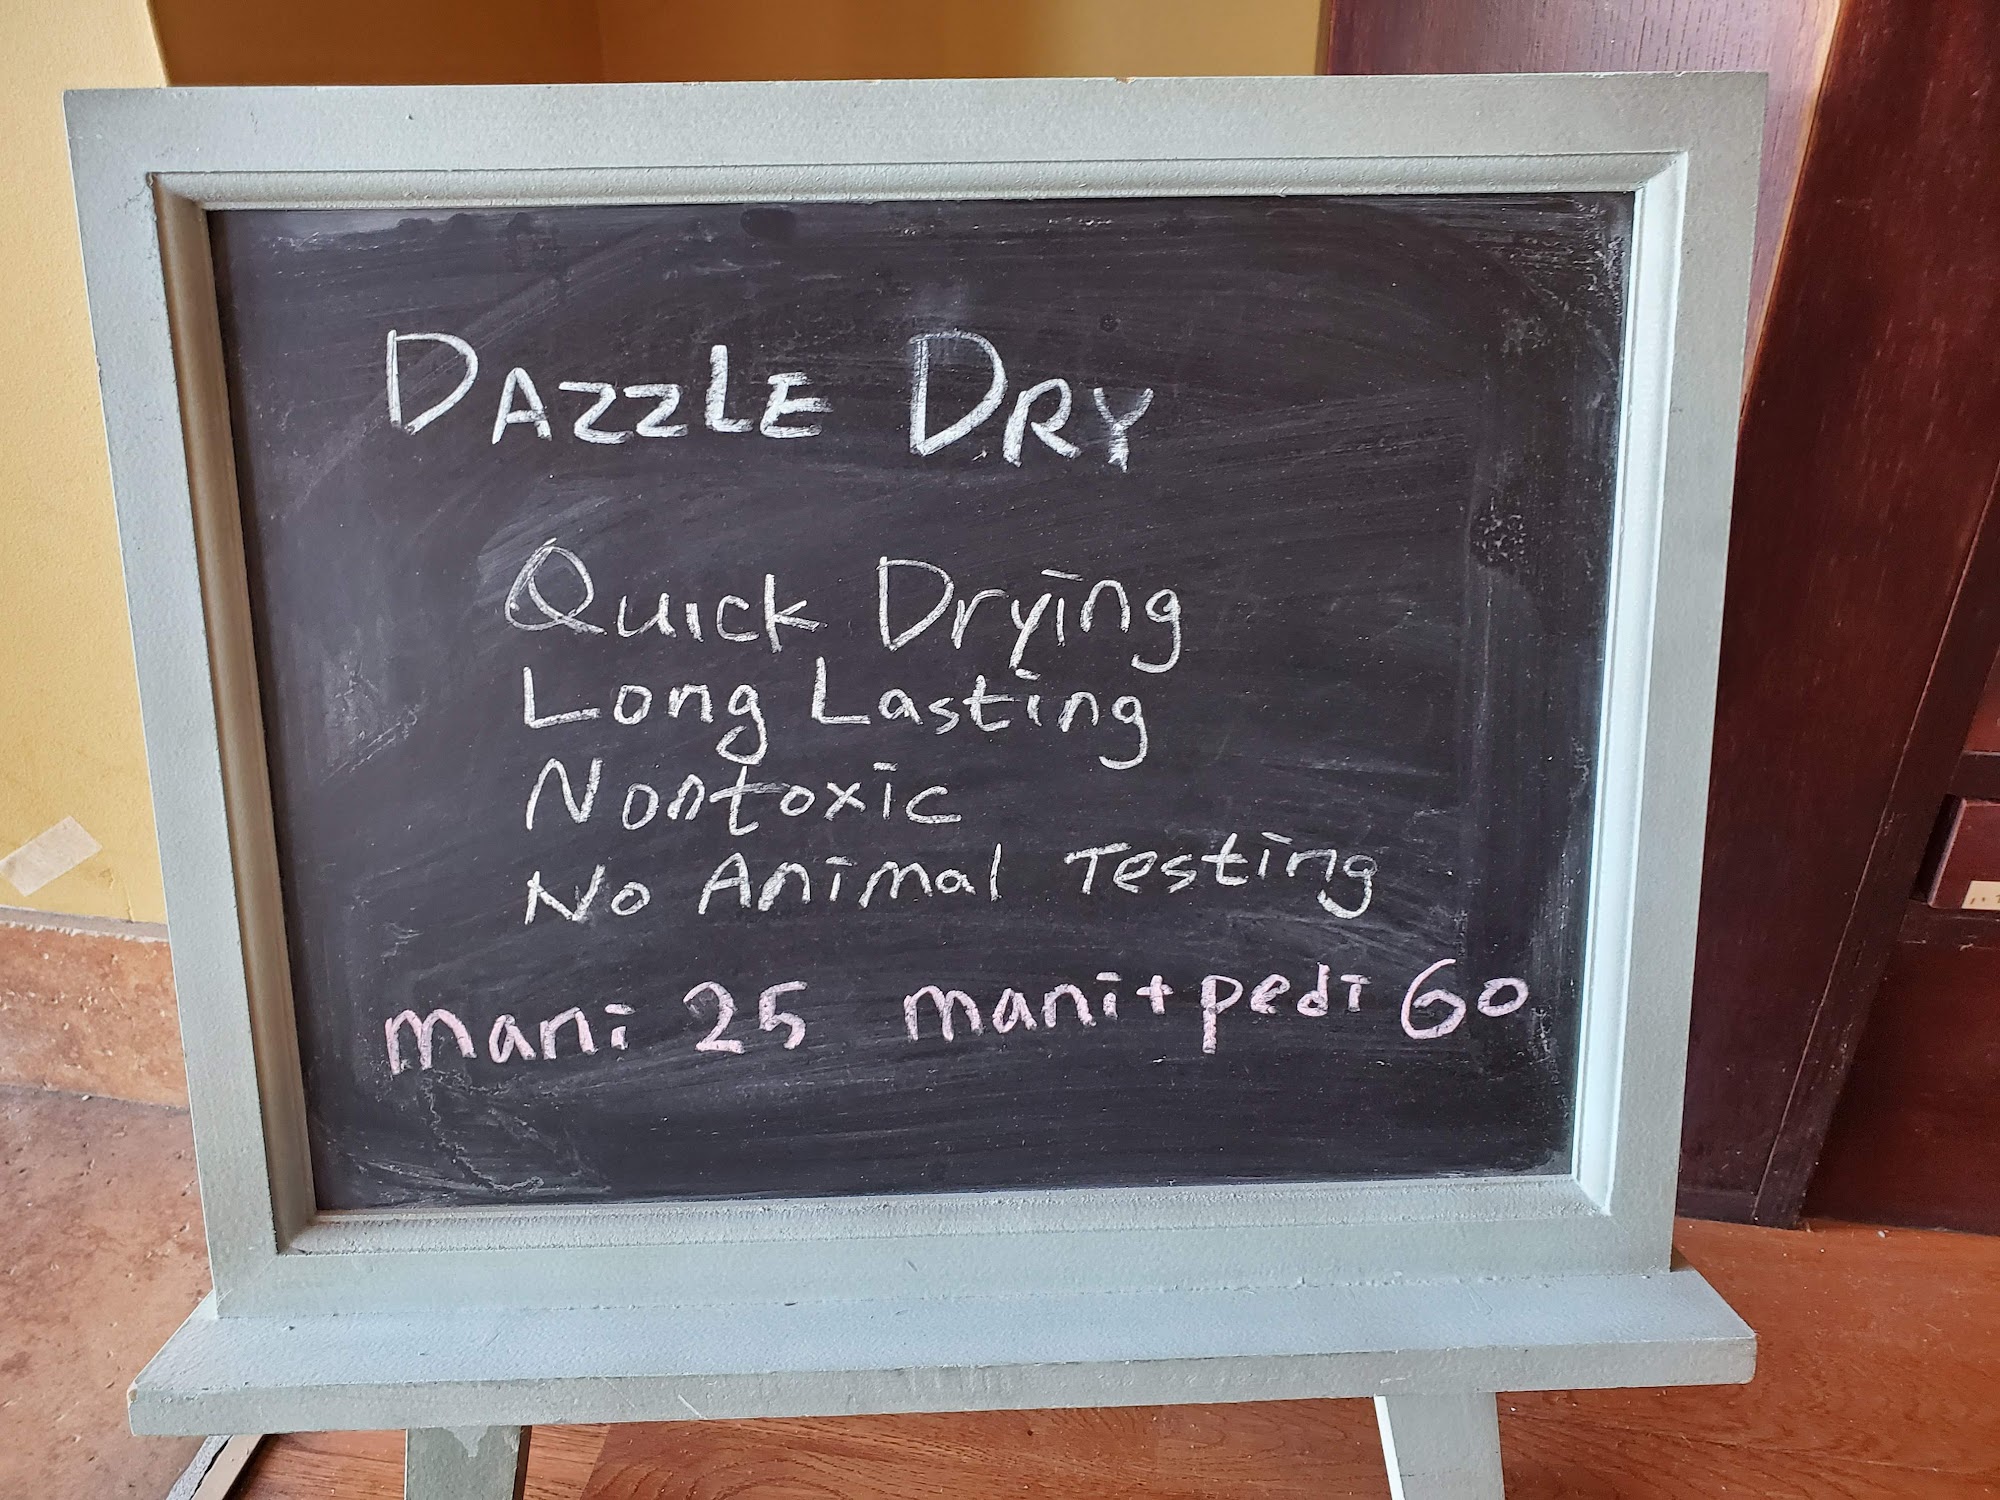 DAZZLE DRY
Quick Drying
Long Lasting
Nontoxic
No Animal Testing
mani 25 mani+pedi 60